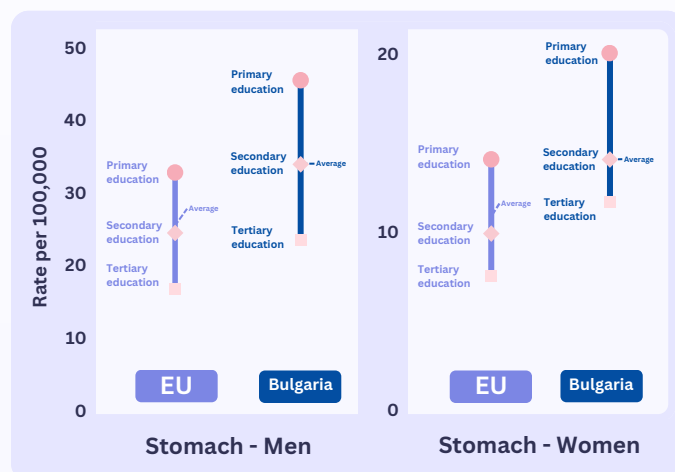 Rate per 100,000
50
40
30
20
10
0
Primary
education
Average
Secondary
education
Tertiary
education
EU
Primary
education
Secondary
education
Average
Tertiary
education
Bulgaria
Stomach - Men
20
10
0
Primary
education
Average
Secondary
education
Tertiary
education
EU
Primary
education
Secondary
education
Average
Tertiary
education
Bulgaria
Stomach - Women